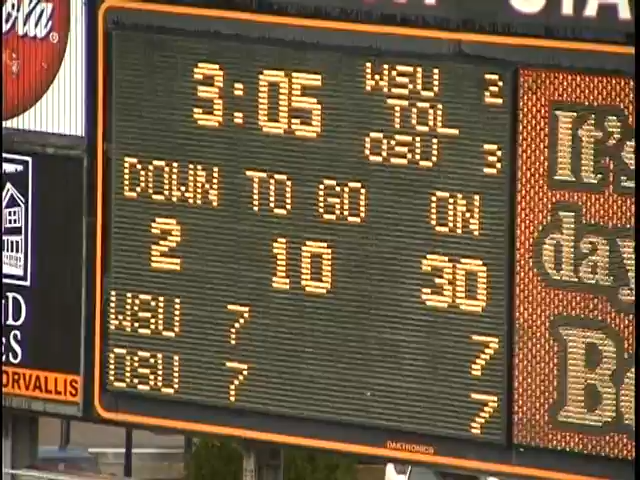 ola
3:05 WSU 2
TOL
OSU 3
DOWN TO GO ON
2 10 30
WSU 7 7
OSU 7 7
It's
day
ORVALLIS
DAKTRONICS